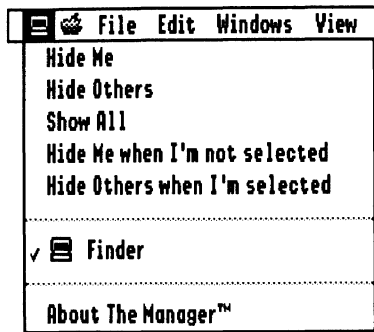 File Edit Windows View
Hide Me
Hide Others
Show All
Hide Me when I'm not selected
Hide Others when I'm selected
✓ Finder
About The Manager™